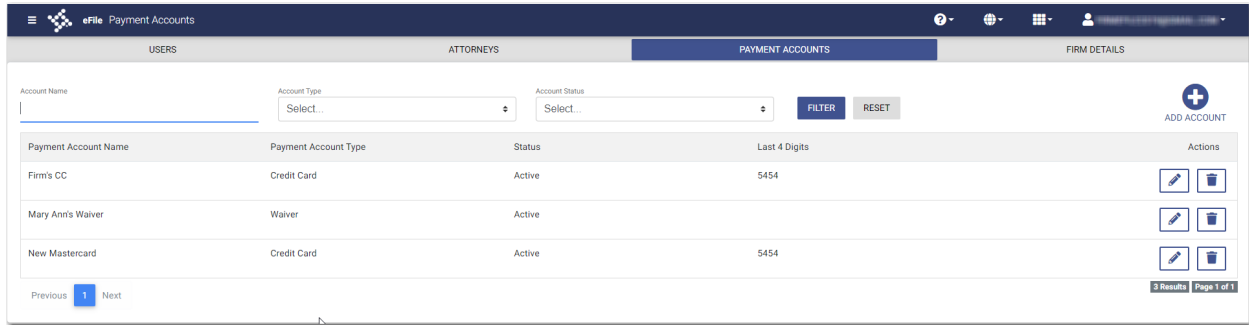 eFile Payment Accounts
USERS ATTORNEYS PAYMENT ACCOUNTS FIRM DETAILS
Account Name Account Type Account Status
Select... Select... FILTER RESET
ADD ACCOUNT
Payment Account Name Payment Account Type Status Last 4 Digits Actions
Firm's CC Credit Card Active 5454
Mary Ann's Waiver Waiver Active
New Mastercard Credit Card Active 5454
3 Results Page 1 of 1
Previous 1 Next